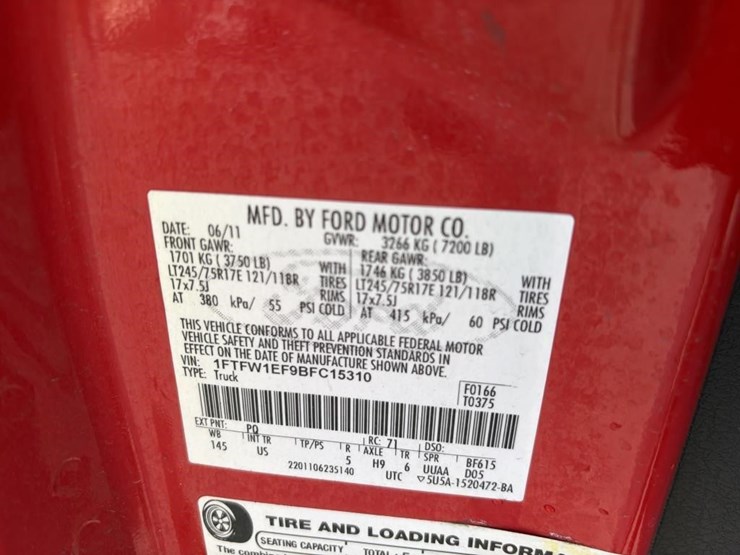 MFD. BY FORD MOTOR CO.
DATE: 06/11 GVWR: 3266 KG ( 7200 LB)
FRONT GAWR: REAR GAWR:
1701 KG ( 3750 LB) WITH 1746 KG ( 3850 LB) WITH
LT245/75R17E 121/118R TIRES LT245/75R17E 121/118R TIRES
17x7.5J RIMS 17x7.5J RIMS
AT 380 kPa/ 55 PSI COLD AT 415 kPa/ 60 PSI COLD
THIS VEHICLE CONFORMS TO ALL APPLICABLE FEDERAL MOTOR
VEHICLE SAFETY AND THEFT PREVENTION STANDARDS IN
EFFECT ON THE DATE OF MANUFACTURE SHOWN ABOVE.
VIN: 1FTFW1EF9BFC15310
TYPE: Truck
F0166
T0375
EXT PNT: PQ RC: 71 DSO:
WB INT TR TP/PS R AXLE TR SPR BF615
145 US 5 H9 6 UUAA D05
2201106235140 UTC ▽5U5A-1520472-BA
TIRE AND LOADING INFORM
SEATING CAPACITY TOTAL
The combin